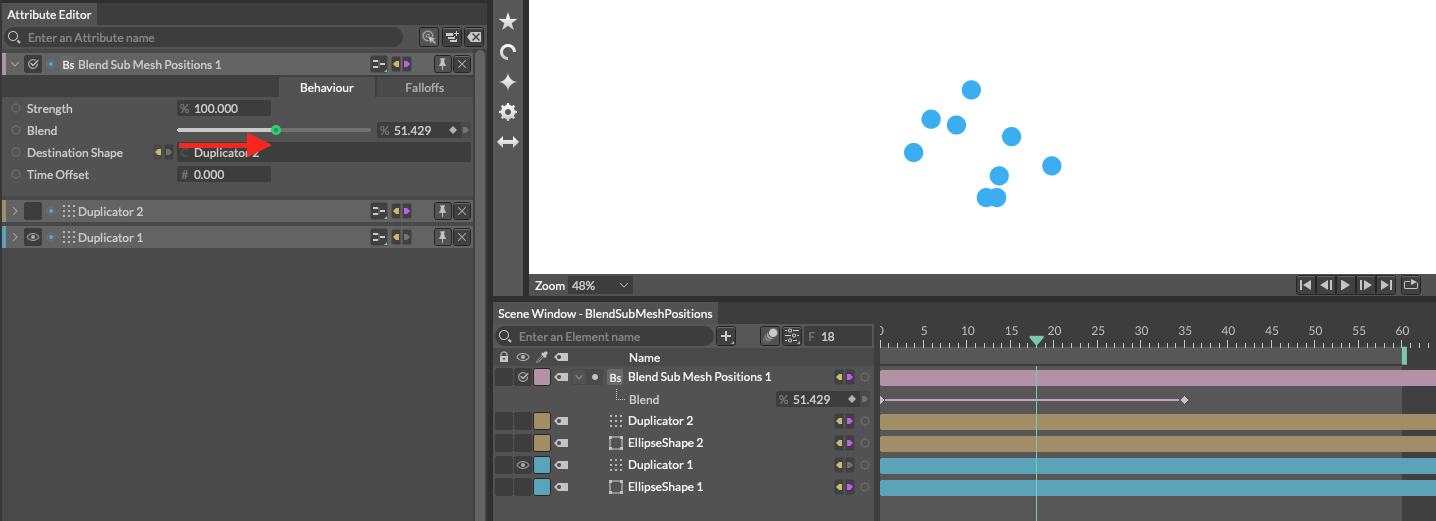 Attribute Editor
Enter an Attribute name
Bs Blend Sub Mesh Positions 1
Behaviour Falloffs
Strength % 100.000
Blend % 51.429
Destination Shape Duplicator 2
Time Offset # 0.000
Duplicator 2
Duplicator 1
Zoom 48%
Scene Window - BlendSubMeshPositions
Enter an Element name F 18
0 5 10 15 20 25 30 35 40 45 50 55 60
Name
Bs Blend Sub Mesh Positions 1
Blend % 51.429
Duplicator 2
EllipseShape 2
Duplicator 1
EllipseShape 1